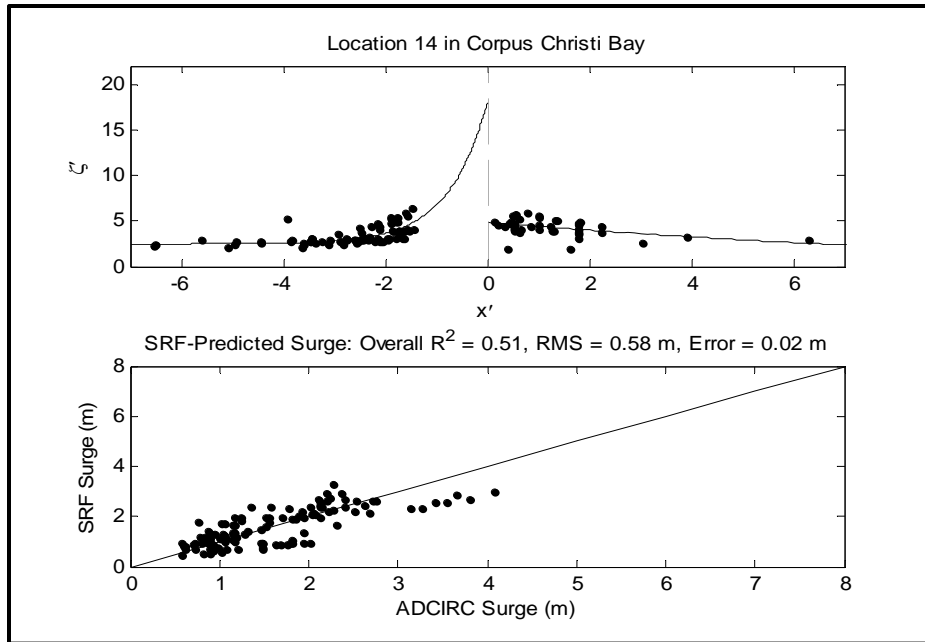 Location 14 in Corpus Christi Bay
20
15
10
5
0
ζ′
-6 -4 -2 0 2 4 6
x′
SRF-Predicted Surge: Overall R² = 0.51, RMS = 0.58 m, Error = 0.02 m
8
6
4
2
0
SRF Surge (m)
0 1 2 3 4 5 6 7 8
ADCIRC Surge (m)